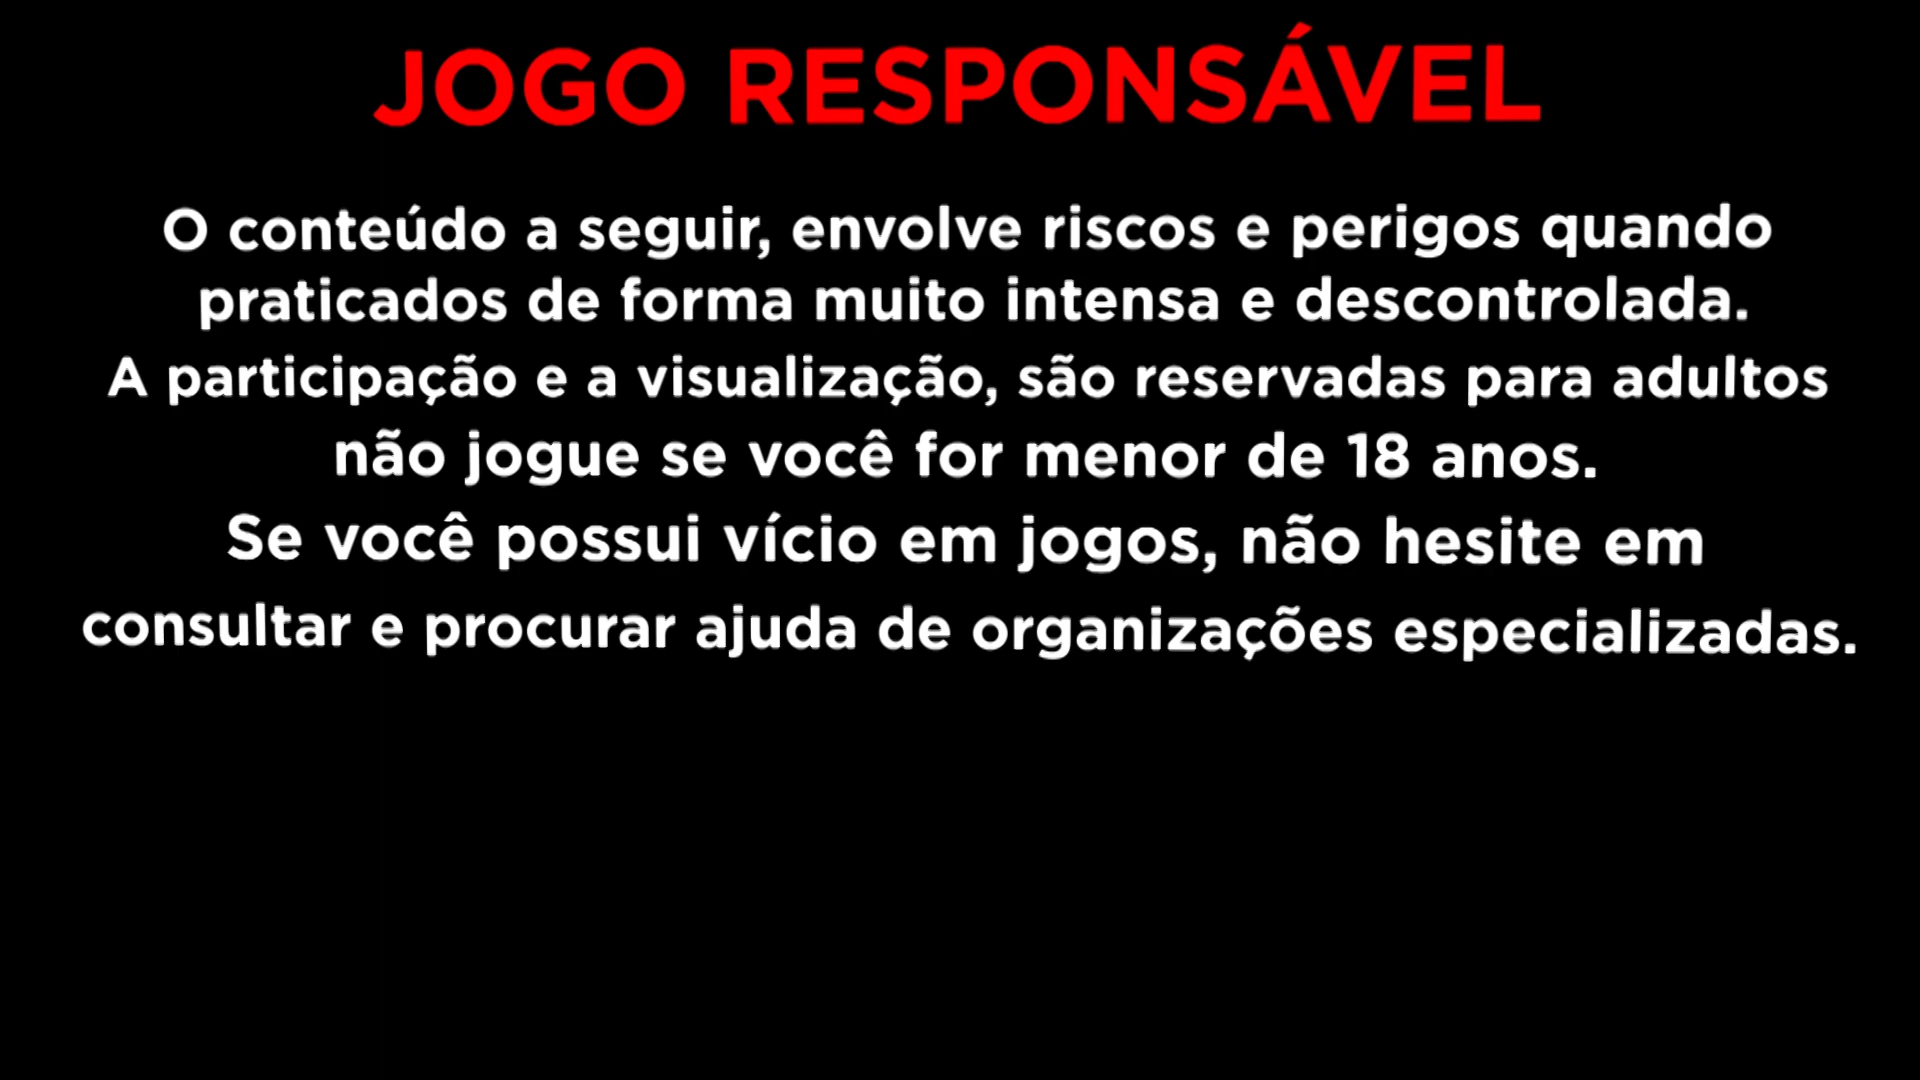 JOGO RESPONSÁVEL
O conteúdo a seguir, envolve riscos e perigos quando
praticados de forma muito intensa e descontrolada.
A participação e a visualização, são reservadas para adultos
não jogue se você for menor de 18 anos.
Se você possui vício em jogos, não hesite em
consultar e procurar ajuda de organizações especializadas.